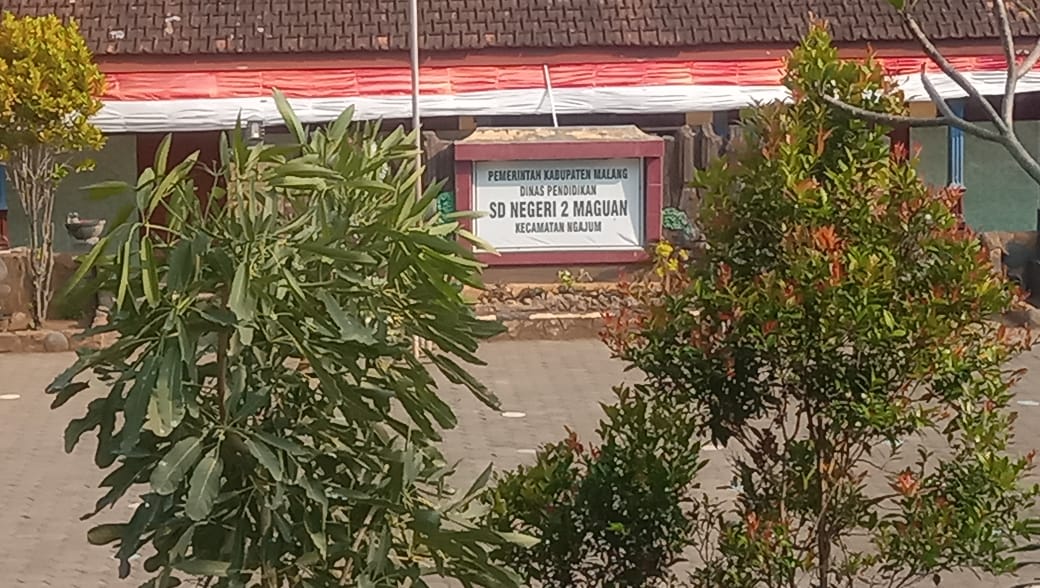 PEMERINTAH KABUPATEN MALANG
DINAS PENDIDIKAN
SD NEGERI 2 MAGUAN
KECAMATAN NGAJUM